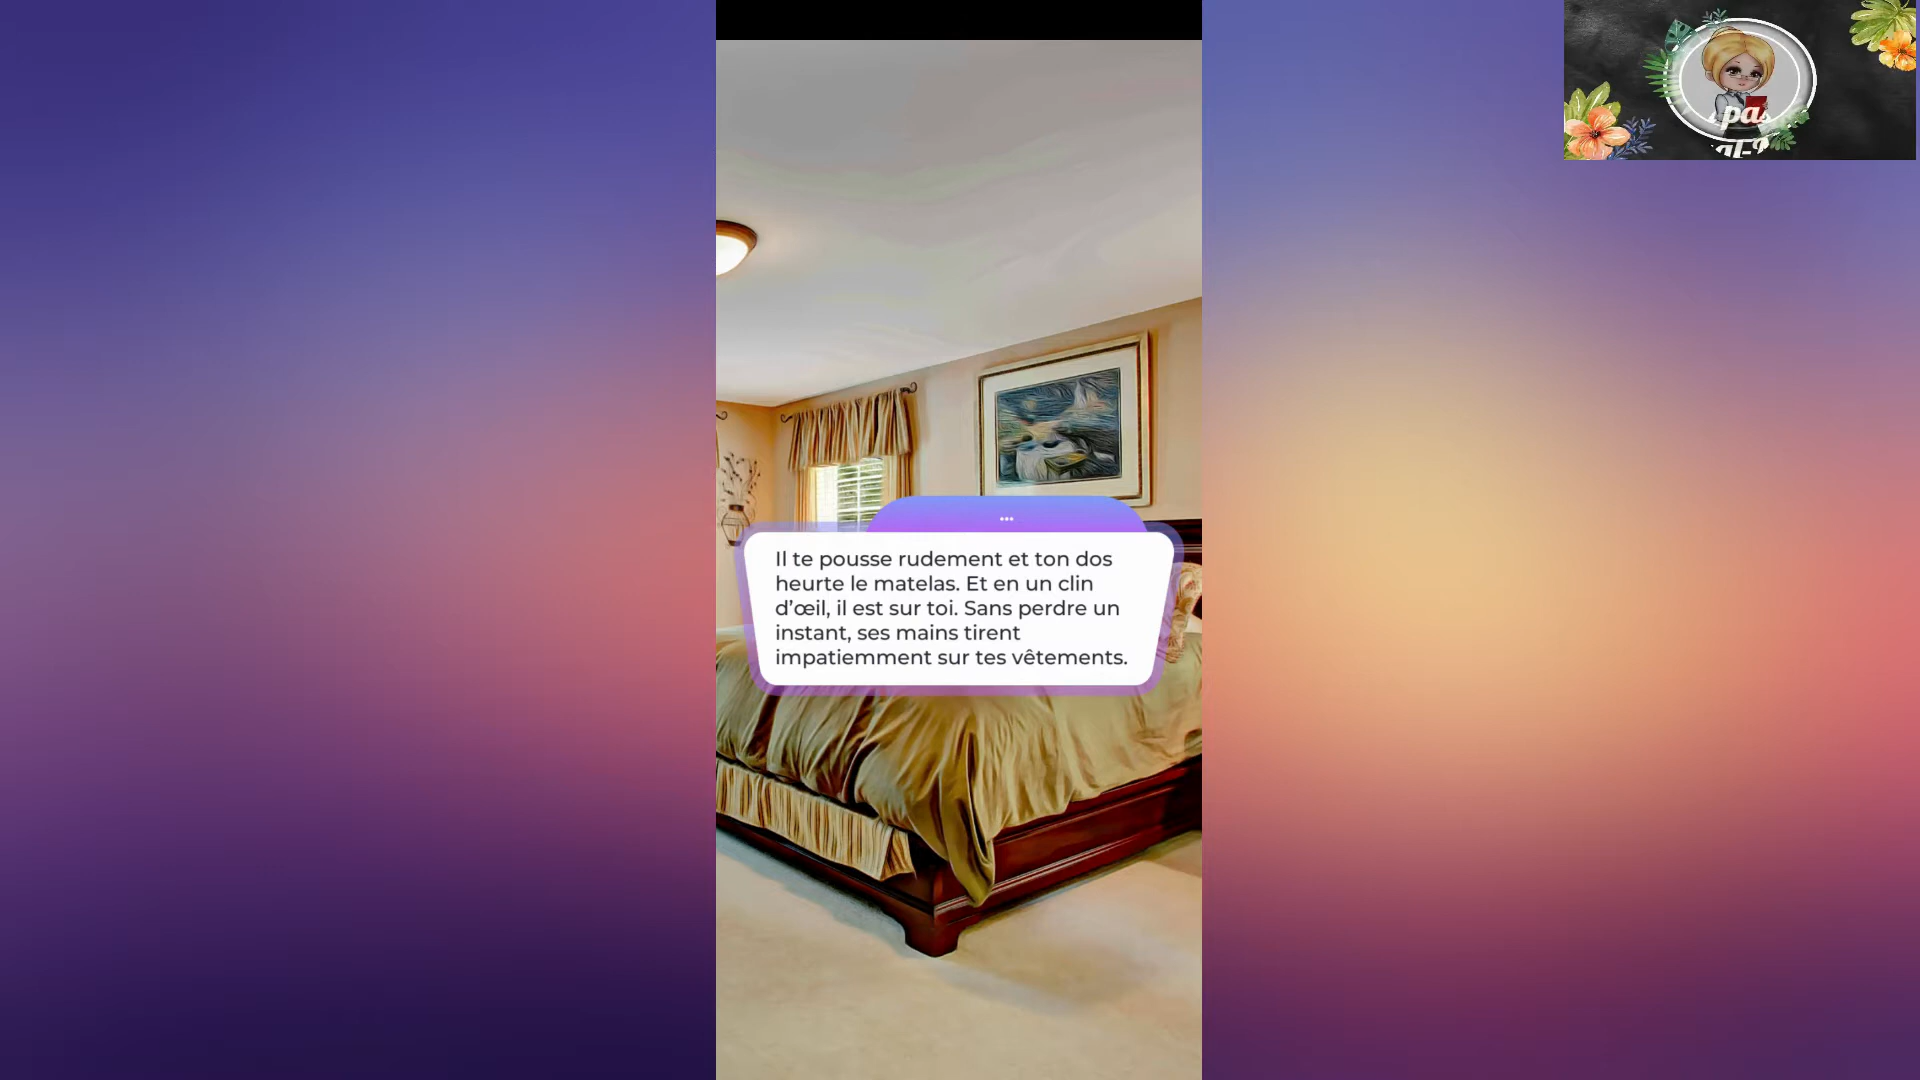 ...
Il te pousse rudement et ton dos
heurte le matelas. Et en un clin
d’œil, il est sur toi. Sans perdre un
instant, ses mains tirent
impatiemment sur tes vêtements.